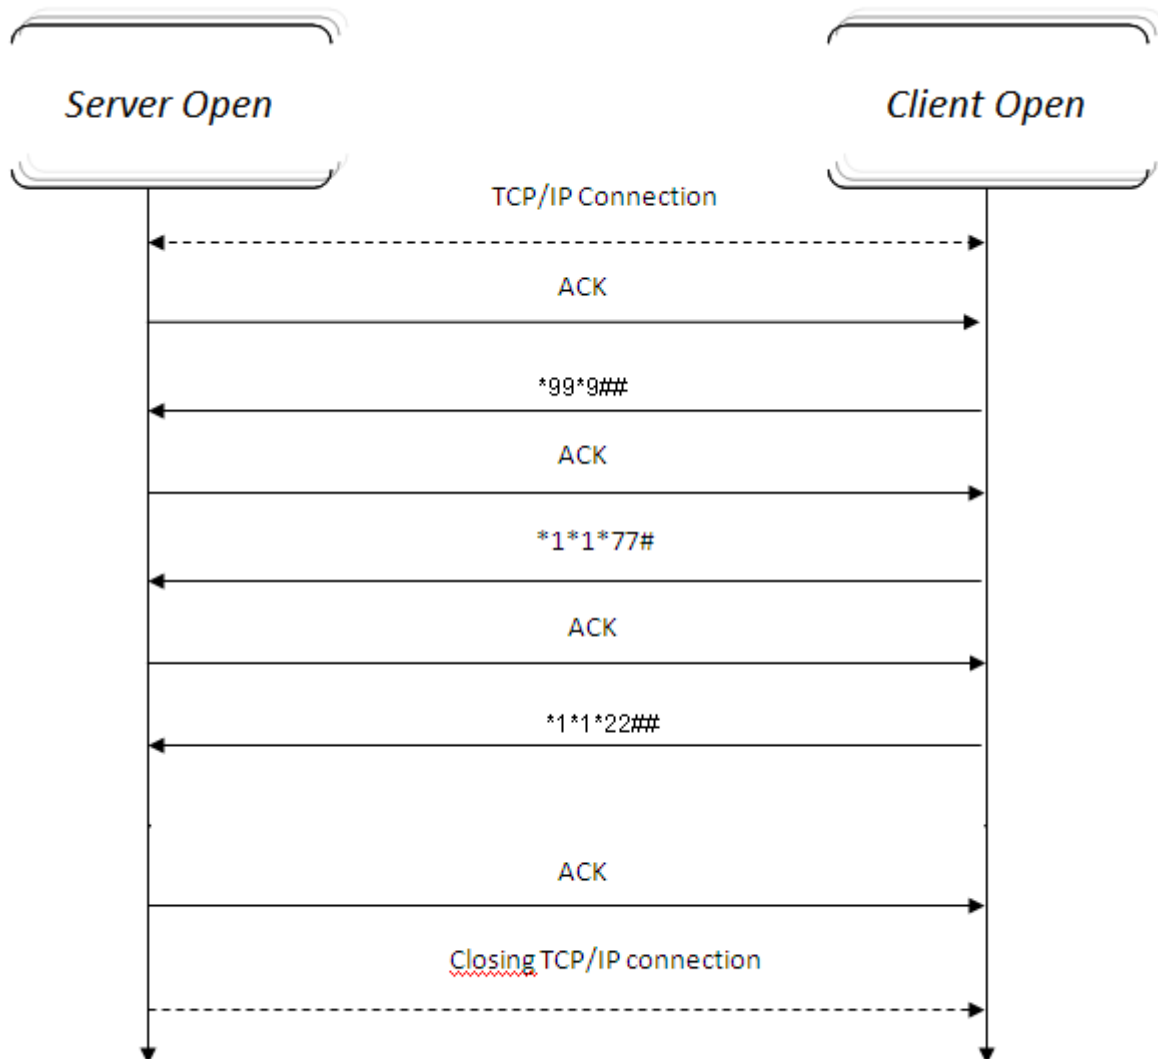 Server Open
Client Open
TCP/IP Connection
ACK
*99*9##
ACK
*1*1*77#
ACK
*1*1*22##
ACK
Closing TCP/IP connection